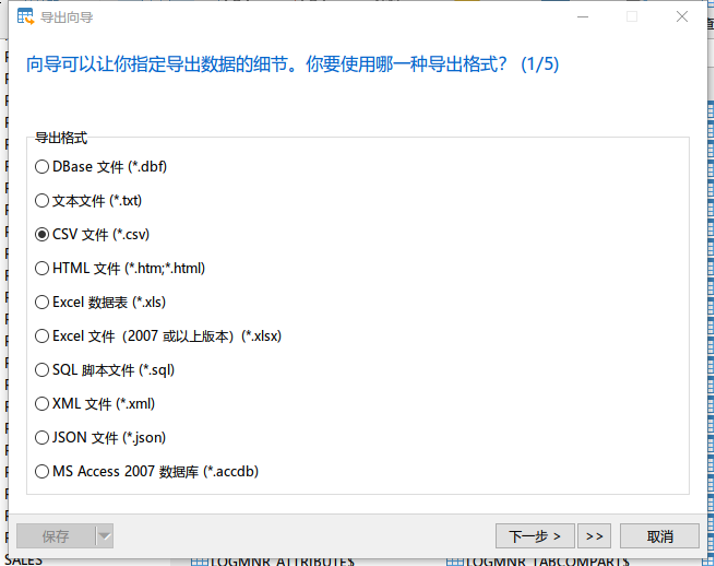 导出向导
向导可以让你指定导出数据的细节。你要使用哪一种导出格式？ (1/5)
导出格式
DBase 文件 (*.dbf)
文本文件 (*.txt)
CSV 文件 (*.csv)
HTML 文件 (*.htm;*.html)
Excel 数据表 (*.xls)
Excel 文件（2007 或以上版本）(*.xlsx)
SQL 脚本文件 (*.sql)
XML 文件 (*.xml)
JSON 文件 (*.json)
MS Access 2007 数据库 (*.accdb)
保存 下一步 > >> 取消
SALES LOGMNR_ATTRIBUTE$ LOGMNR_TABCOMPART$